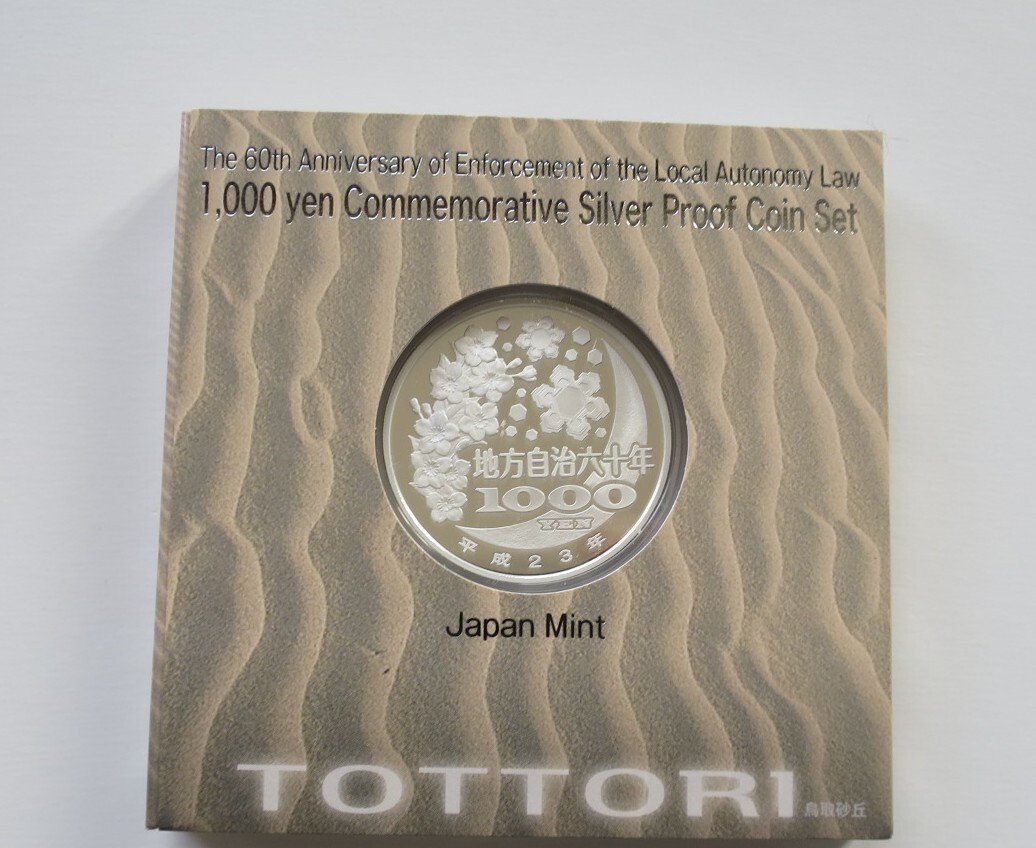 The 60th Anniversary of Enforcement of the Local Autonomy Law
1,000 yen Commemorative Silver Proof Coin Set
地方自治六十年
1000
YEN
平成23年
Japan Mint
TOTTORI
鳥取砂丘